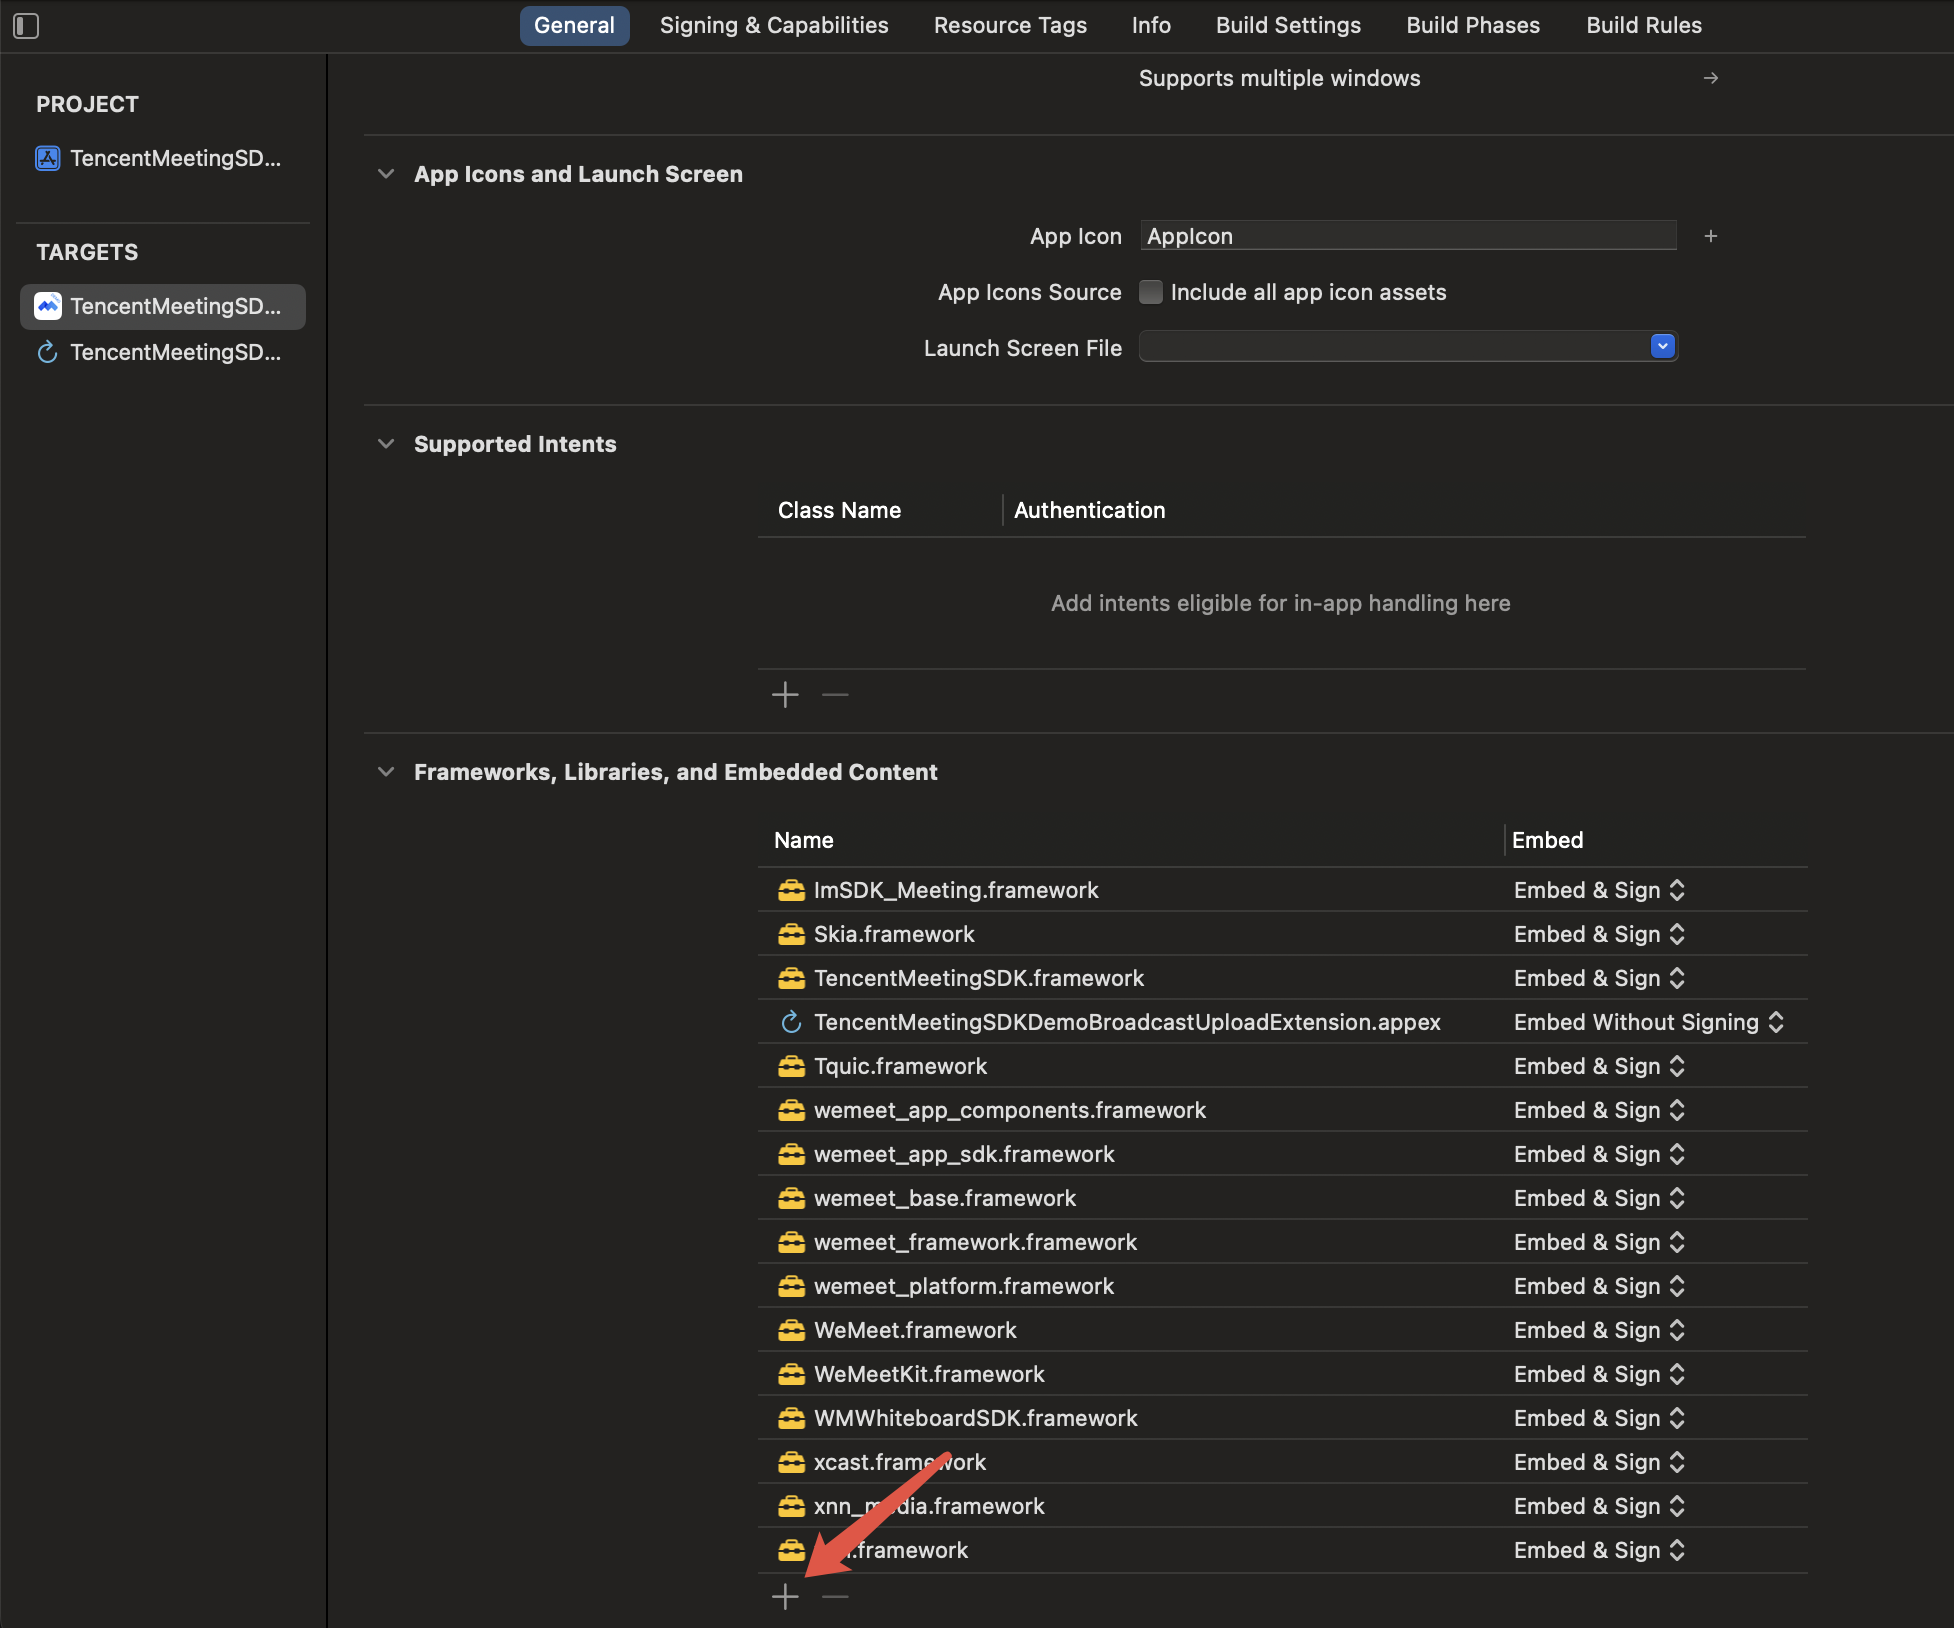 General Signing & Capabilities Resource Tags Info Build Settings Build Phases Build Rules
PROJECT
TencentMeetingSD...
TARGETS
TencentMeetingSD...
TencentMeetingSD...
Supports multiple windows
App Icons and Launch Screen
App Icon AppIcon
App Icons Source Include all app icon assets
Launch Screen File
Supported Intents
Class Name Authentication
Add intents eligible for in-app handling here
Frameworks, Libraries, and Embedded Content
Name Embed
ImSDK_Meeting.framework Embed & Sign
Skia.framework Embed & Sign
TencentMeetingSDK.framework Embed & Sign
TencentMeetingSDKDemoBroadcastUploadExtension.appex Embed Without Signing
Tquic.framework Embed & Sign
wemeet_app_components.framework Embed & Sign
wemeet_app_sdk.framework Embed & Sign
wemeet_base.framework Embed & Sign
wemeet_framework.framework Embed & Sign
wemeet_platform.framework Embed & Sign
WeMeet.framework Embed & Sign
WeMeetKit.framework Embed & Sign
WMWhiteboardSDK.framework Embed & Sign
xcast.framework Embed & Sign
xnn_media.framework Embed & Sign
.framework Embed & Sign